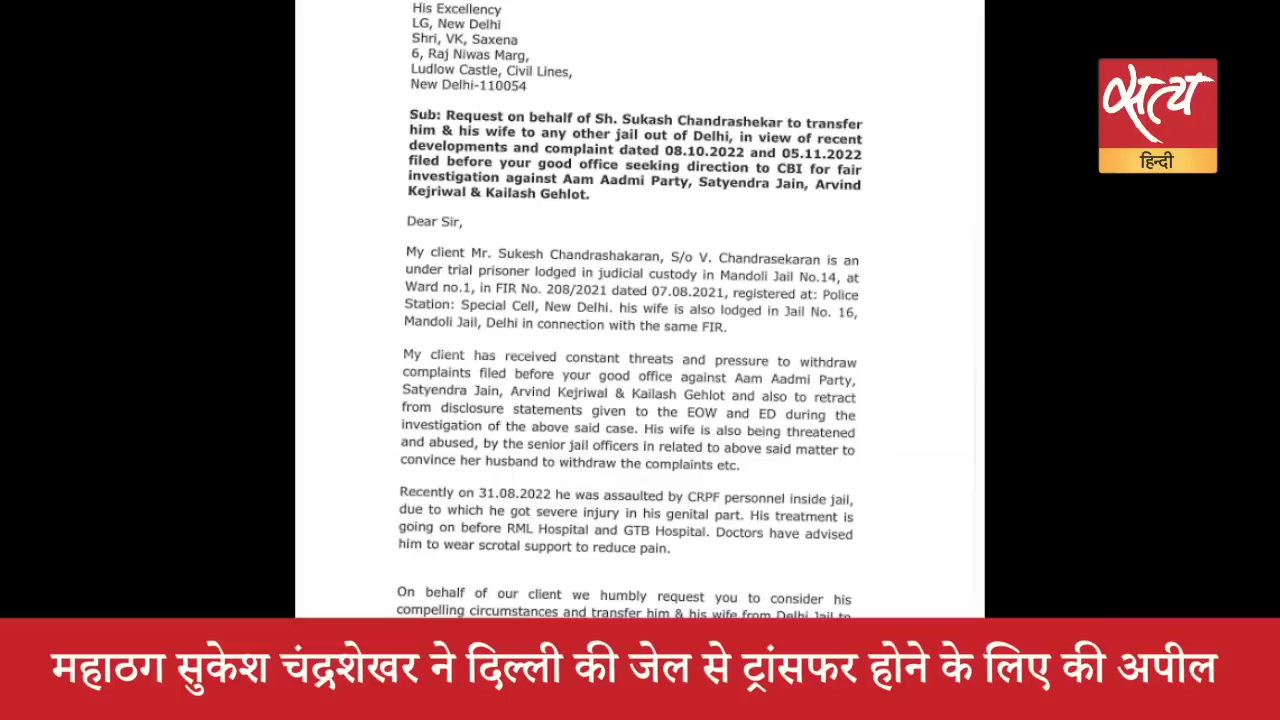 His Excellency
LG, New Delhi
Shri, VK, Saxena
6, Raj Niwas Marg,
Ludlow Castle, Civil Lines,
New Delhi-110054
Sub: Request on behalf of Sh. Sukash Chandrashekar to transfer
him & his wife to any other jail out of Delhi, in view of recent
developments and complaint dated 08.10.2022 and 05.11.2022
filed before your good office seeking direction to CBI for fair
investigation against Aam Aadmi Party, Satyendra Jain, Arvind
Kejriwal & Kailash Gehlot.
Dear Sir,
My client Mr. Sukesh Chandrashakaran, S/o V. Chandrasekaran is an
under trial prisoner lodged in judicial custody in Mandoli Jail No.14, at
Ward no.1, in FIR No. 208/2021 dated 07.08.2021, registered at: Police
Station: Special Cell, New Delhi. his wife is also lodged in Jail No. 16,
Mandoli Jail, Delhi in connection with the same FIR.
My client has received constant threats and pressure to withdraw
complaints filed before your good office against Aam Aadmi Party,
Satyendra Jain, Arvind Kejriwal & Kailash Gehlot and also to retract
from disclosure statements given to the EOW and ED during the
investigation of the above said case. His wife is also being threatened
and abused, by the senior jail officers in related to above said matter to
convince her husband to withdraw the complaints etc.
Recently on 31.08.2022 he was assaulted by CRPF personnel inside jail,
due to which he got severe injury in his genital part. His treatment is
going on before RML Hospital and GTB Hospital. Doctors have advised
him to wear scrotal support to reduce pain.
On behalf of our client we humbly request you to consider his
compelling circumstances and transfer him & his wife from Delhi Jail to
सत्य
हिन्दी
महाठग सुकेश चंद्रशेखर ने दिल्ली की जेल से ट्रांसफर होने के लिए की अपील